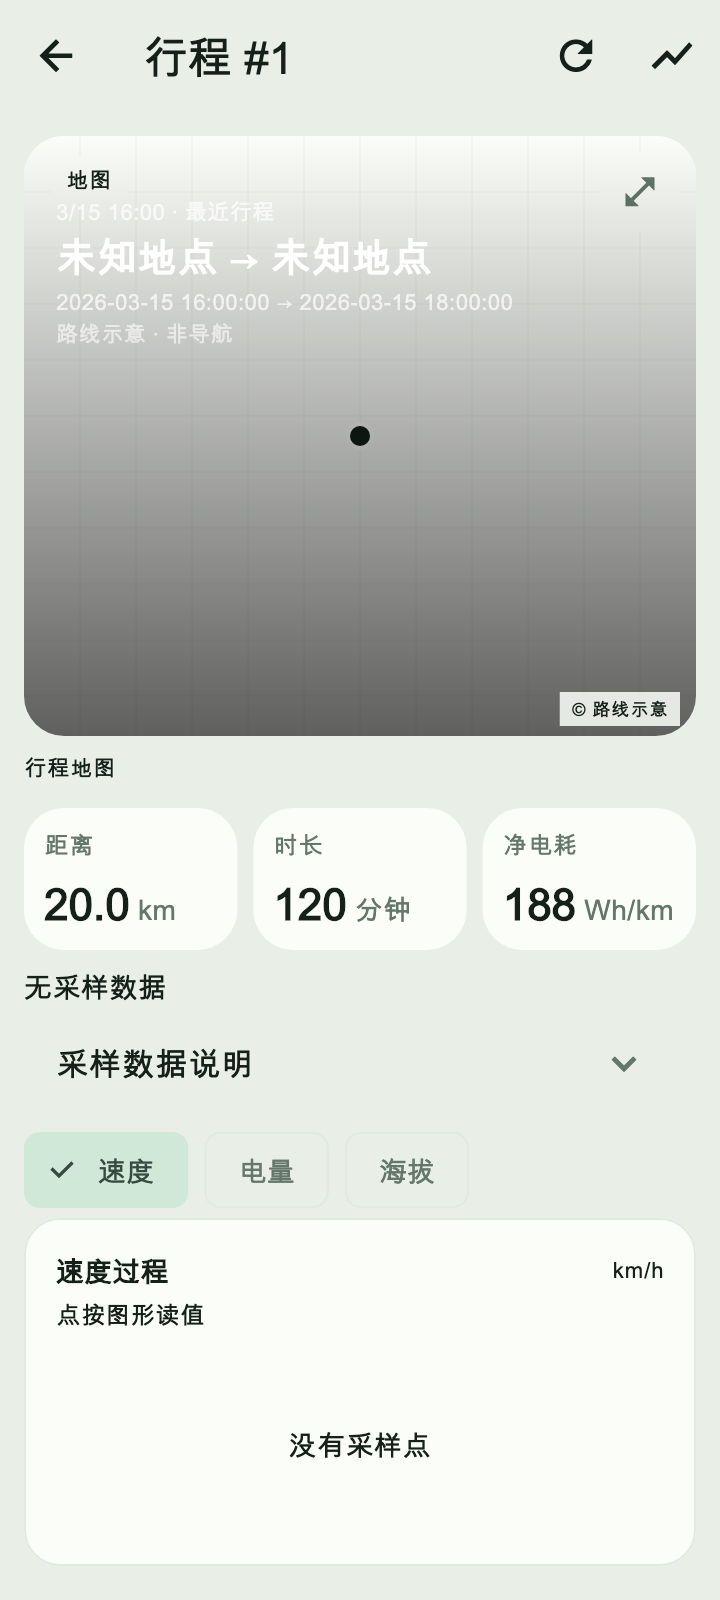 行程 #1
地图
3/15 16:00 · 最近行程
未知地点 → 未知地点
2026-03-15 16:00:00 → 2026-03-15 18:00:00
路线示意 · 非导航
© 路线示意
行程地图
距离
20.0 km
时长
120 分钟
净电耗
188 Wh/km
无采样数据
采样数据说明
速度
电量
海拔
速度过程
km/h
点按图形读值
没有采样点